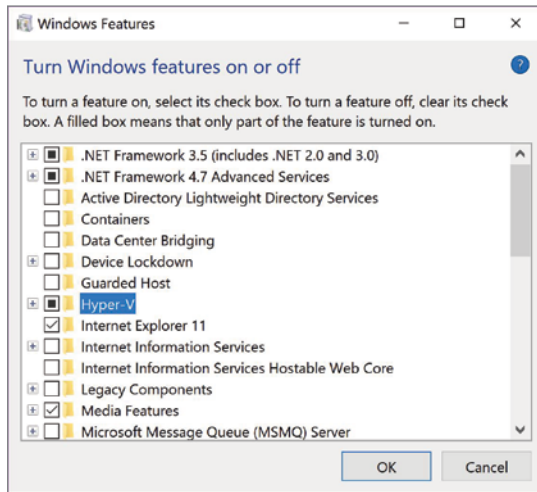 Windows Features
Turn Windows features on or off
?
To turn a feature on, select its check box. To turn a feature off, clear its check
box. A filled box means that only part of the feature is turned on.
.NET Framework 3.5 (includes .NET 2.0 and 3.0)
.NET Framework 4.7 Advanced Services
Active Directory Lightweight Directory Services
Containers
Data Center Bridging
Device Lockdown
Guarded Host
Hyper-V
Internet Explorer 11
Internet Information Services
Internet Information Services Hostable Web Core
Legacy Components
Media Features
Microsoft Message Queue (MSMQ) Server
OK
Cancel